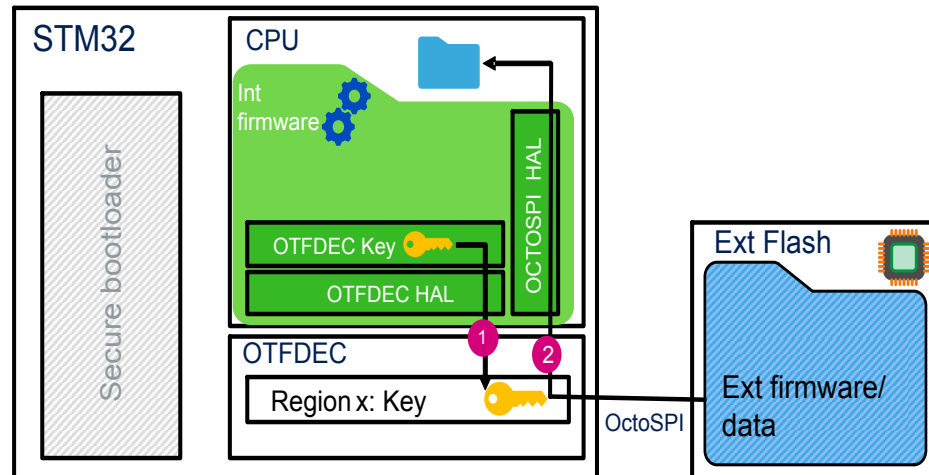 STM32
Secure bootloader
CPU
Int
firmware
OCTOSPI HAL
OTFDEC Key
OTFDEC HAL
1
OTFDEC
2
Region x: Key
OctoSPI
Ext Flash
Ext firmware/
data